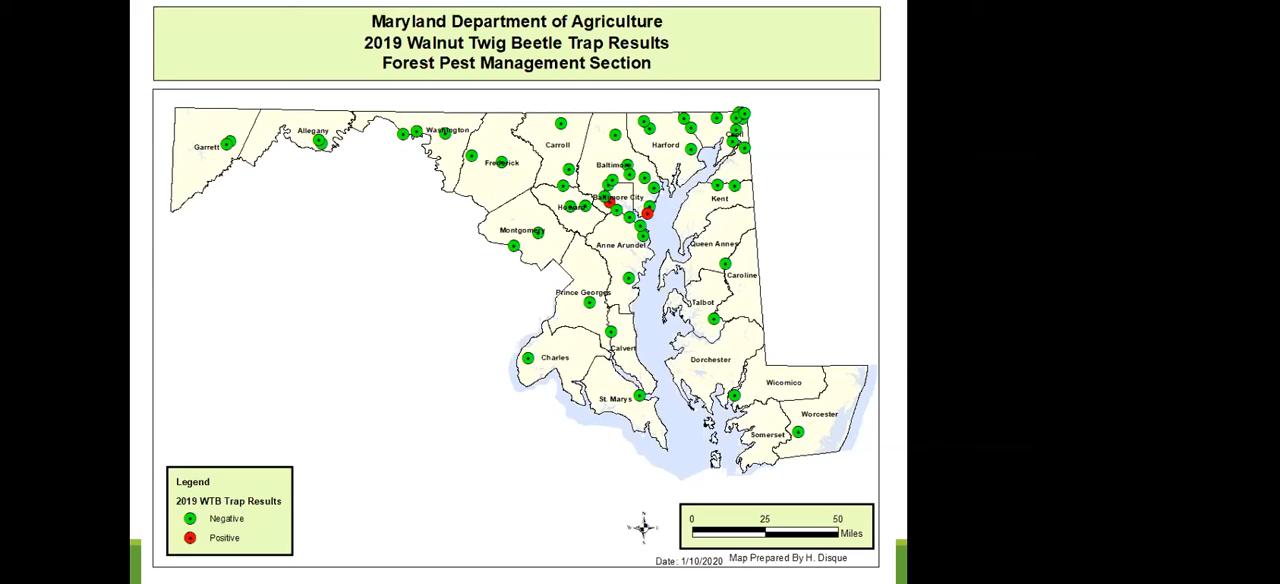 Maryland Department of Agriculture
2019 Walnut Twig Beetle Trap Results
Forest Pest Management Section
Garrett
Allegany
Washington
Frederick
Carroll
Baltimore
Harford
Cecil
Baltimore City
Howard
Kent
Montgomery
Anne Arundel
Queen Annes
Caroline
Prince Georges
Talbot
Calvert
Charles
Dorchester
St. Marys
Wicomico
Worcester
Somerset
Legend
2019 WTB Trap Results
Negative
Positive
N
W E
S
0 25 50
Miles
Date: 1/10/2020 Map Prepared By H. Disque